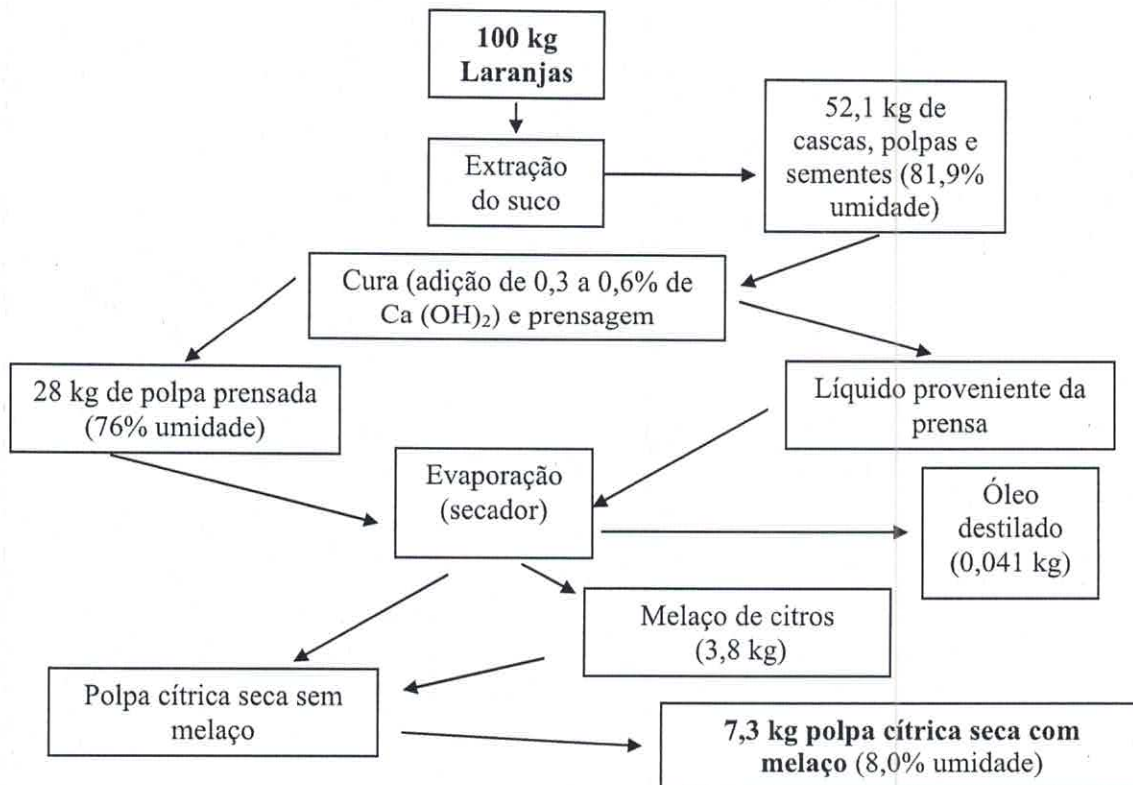 100 kg
Laranjas
Extração
do suco
52,1 kg de
cascas, polpas e
sementes (81,9%
umidade)
Cura (adição de 0,3 a 0,6% de
Ca (OH)₂) e prensagem
28 kg de polpa prensada
(76% umidade)
Líquido proveniente da
prensa
Evaporação
(secador)
Óleo
destilado
(0,041 kg)
Melaço de citros
(3,8 kg)
Polpa cítrica seca sem
melaço
7,3 kg polpa cítrica seca com
melaço (8,0% umidade)